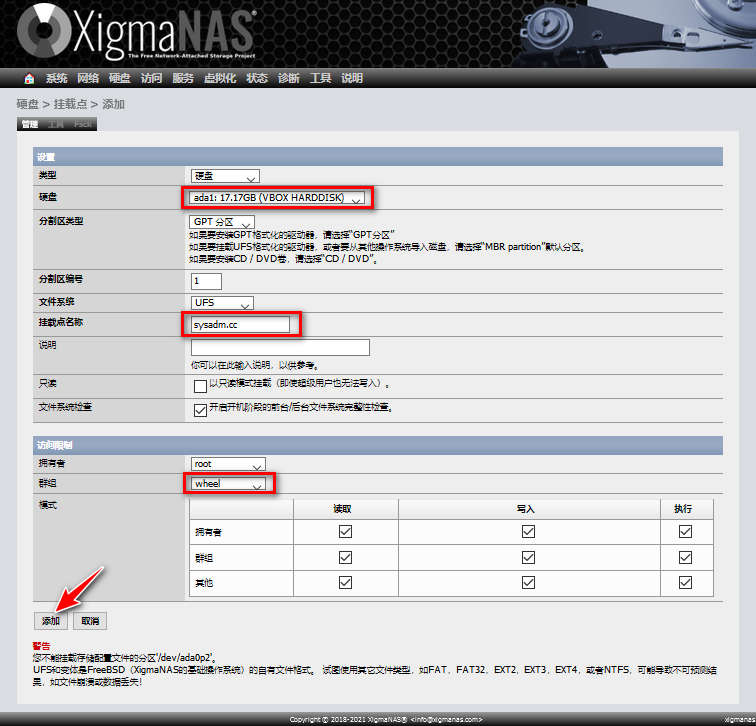 XigmaNAS®
The Free Network-Attached Storage Project
系统 网络 硬盘 访问 服务 虚拟化 状态 诊断 工具 说明
硬盘 > 挂载点 > 添加
管理 工具 Fsck
设置
类型 硬盘
硬盘 ada1: 17.17GB (VBOX HARDDISK)
分割区类型 GPT 分区
如果要安装GPT格式化的驱动器，请选择“GPT分区”
如果要挂载UFS格式化的驱动器，或者要从其他操作系统导入磁盘，请选择“MBR partition”默认分区。
如果要安装CD / DVD卷，请选择“CD / DVD”。
分割区编号 1
文件系统 UFS
挂载点名称 sysadm.cc
说明
你可以在此输入说明，以供参考。
只读 以只读模式挂载（即使超级用户也无法写入）。
文件系统检查 开启开机阶段的前台/后台文件系统完整性检查。
访问限制
拥有者 root
群组 wheel
模式 读取 写入 执行
拥有者
群组
其他
添加 取消
警告
您不能挂载存储配置文件的分区'/dev/ada0p2'。
UFS和变体是FreeBSD（XigmaNAS的基础操作系统）的自有文件格式。 试图使用其它文件类型，如FAT，FAT32，EXT2，EXT3，EXT4，或者NTFS，可能导致不可预测结
果，如文件崩溃或数据丢失！
Copyright © 2018-2021 XigmaNAS® <info@xigmanas.com> xigmanas